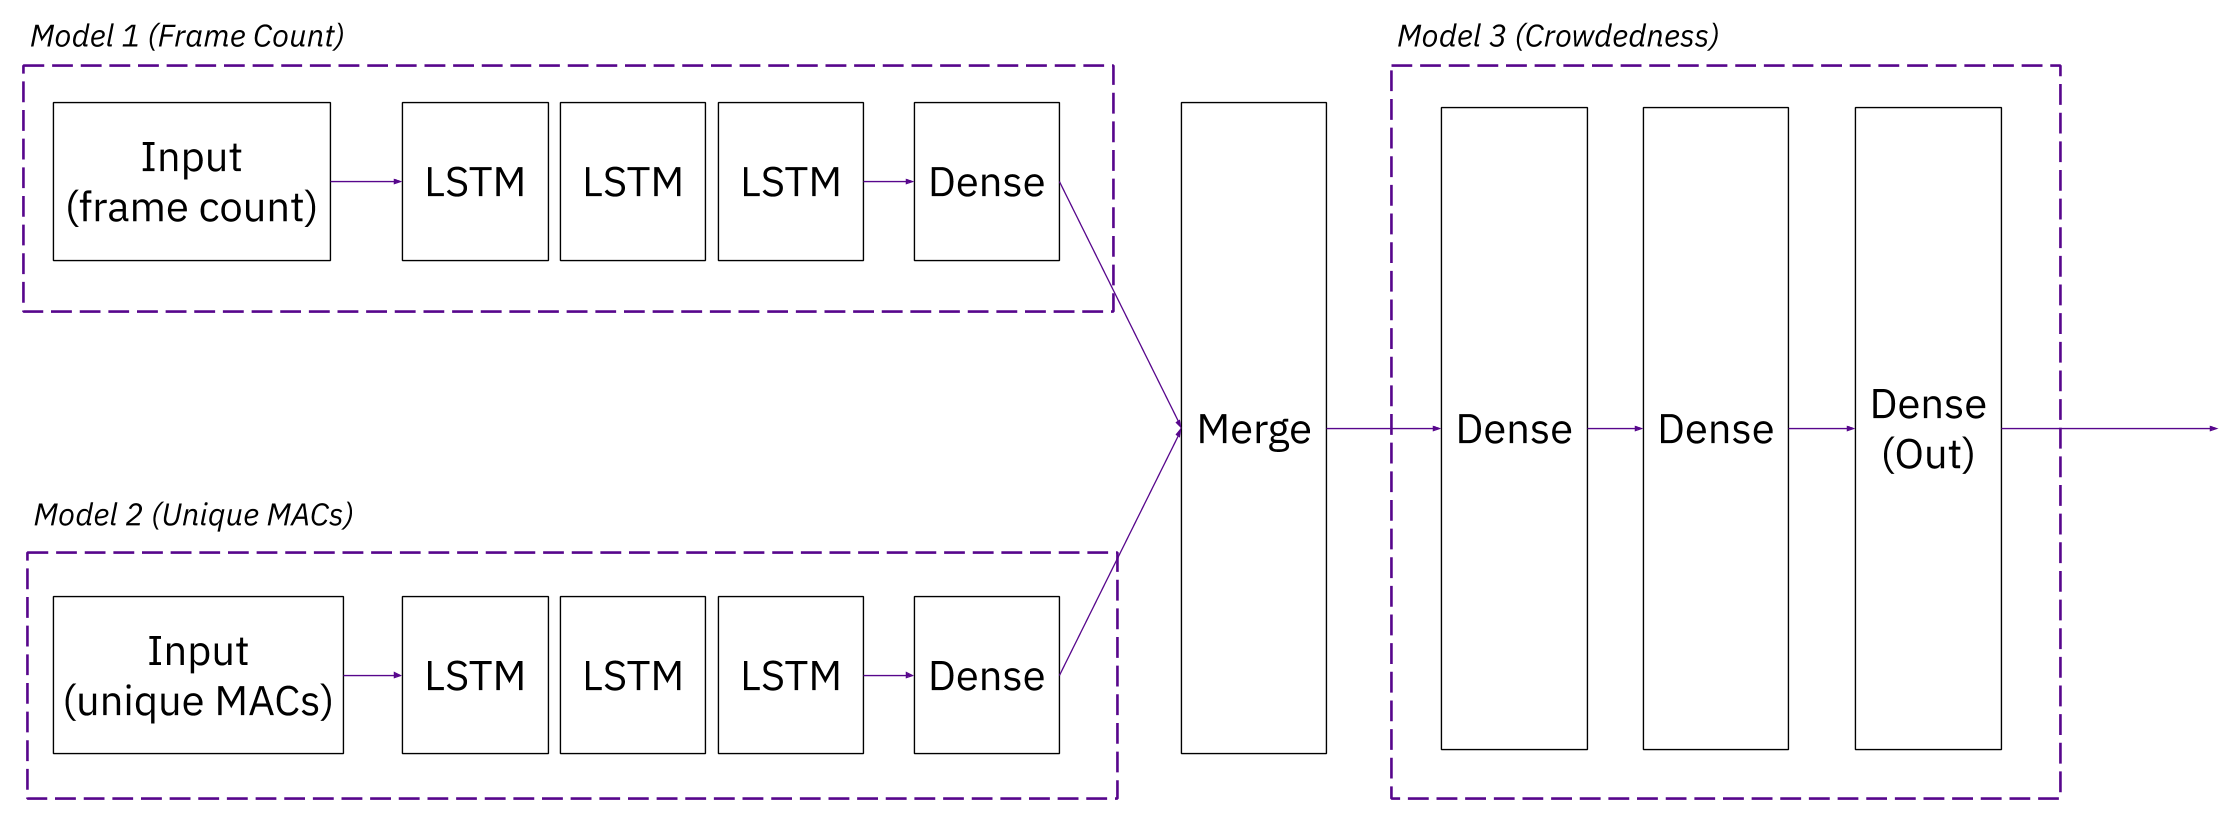 Model 1 (Frame Count)
Input
(frame count)
LSTM
LSTM
LSTM
Dense
Model 2 (Unique MACs)
Input
(unique MACs)
LSTM
LSTM
LSTM
Dense
Merge
Model 3 (Crowdedness)
Dense
Dense
Dense
(Out)